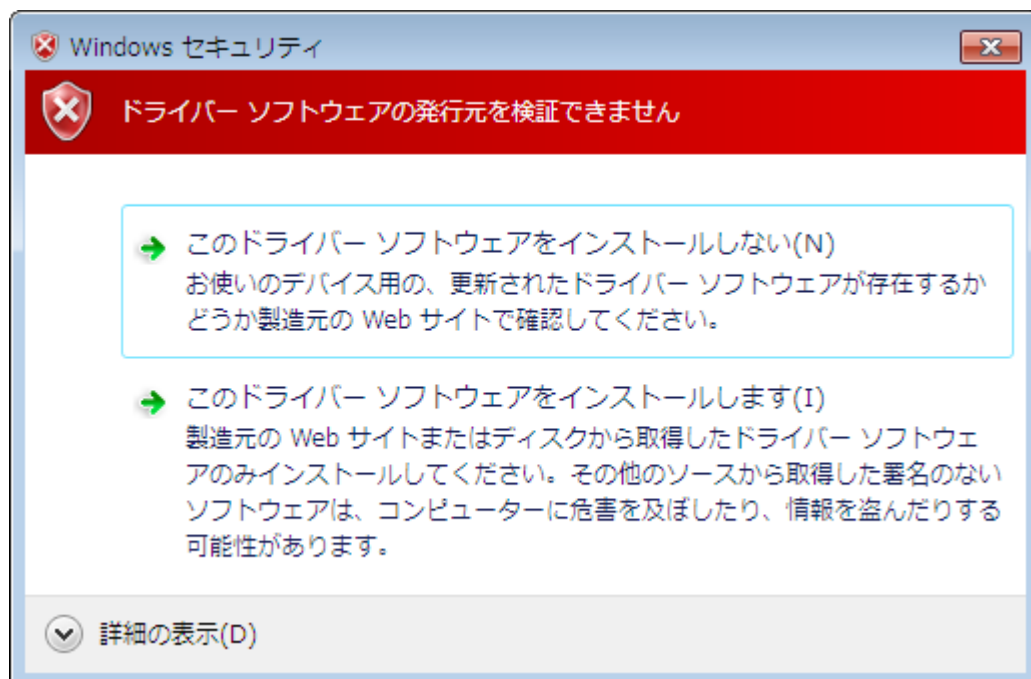 Windows セキュリティ
ドライバー ソフトウェアの発行元を検証できません
このドライバー ソフトウェアをインストールしない(N)
お使いのデバイス用の、更新されたドライバー ソフトウェアが存在するか
どうか製造元の Web サイトで確認してください。
このドライバー ソフトウェアをインストールします(I)
製造元の Web サイトまたはディスクから取得したドライバー ソフトウェ
アのみインストールしてください。その他のソースから取得した署名のない
ソフトウェアは、コンピューターに危害を及ぼしたり、情報を盗んだりする
可能性があります。
詳細の表示(D)